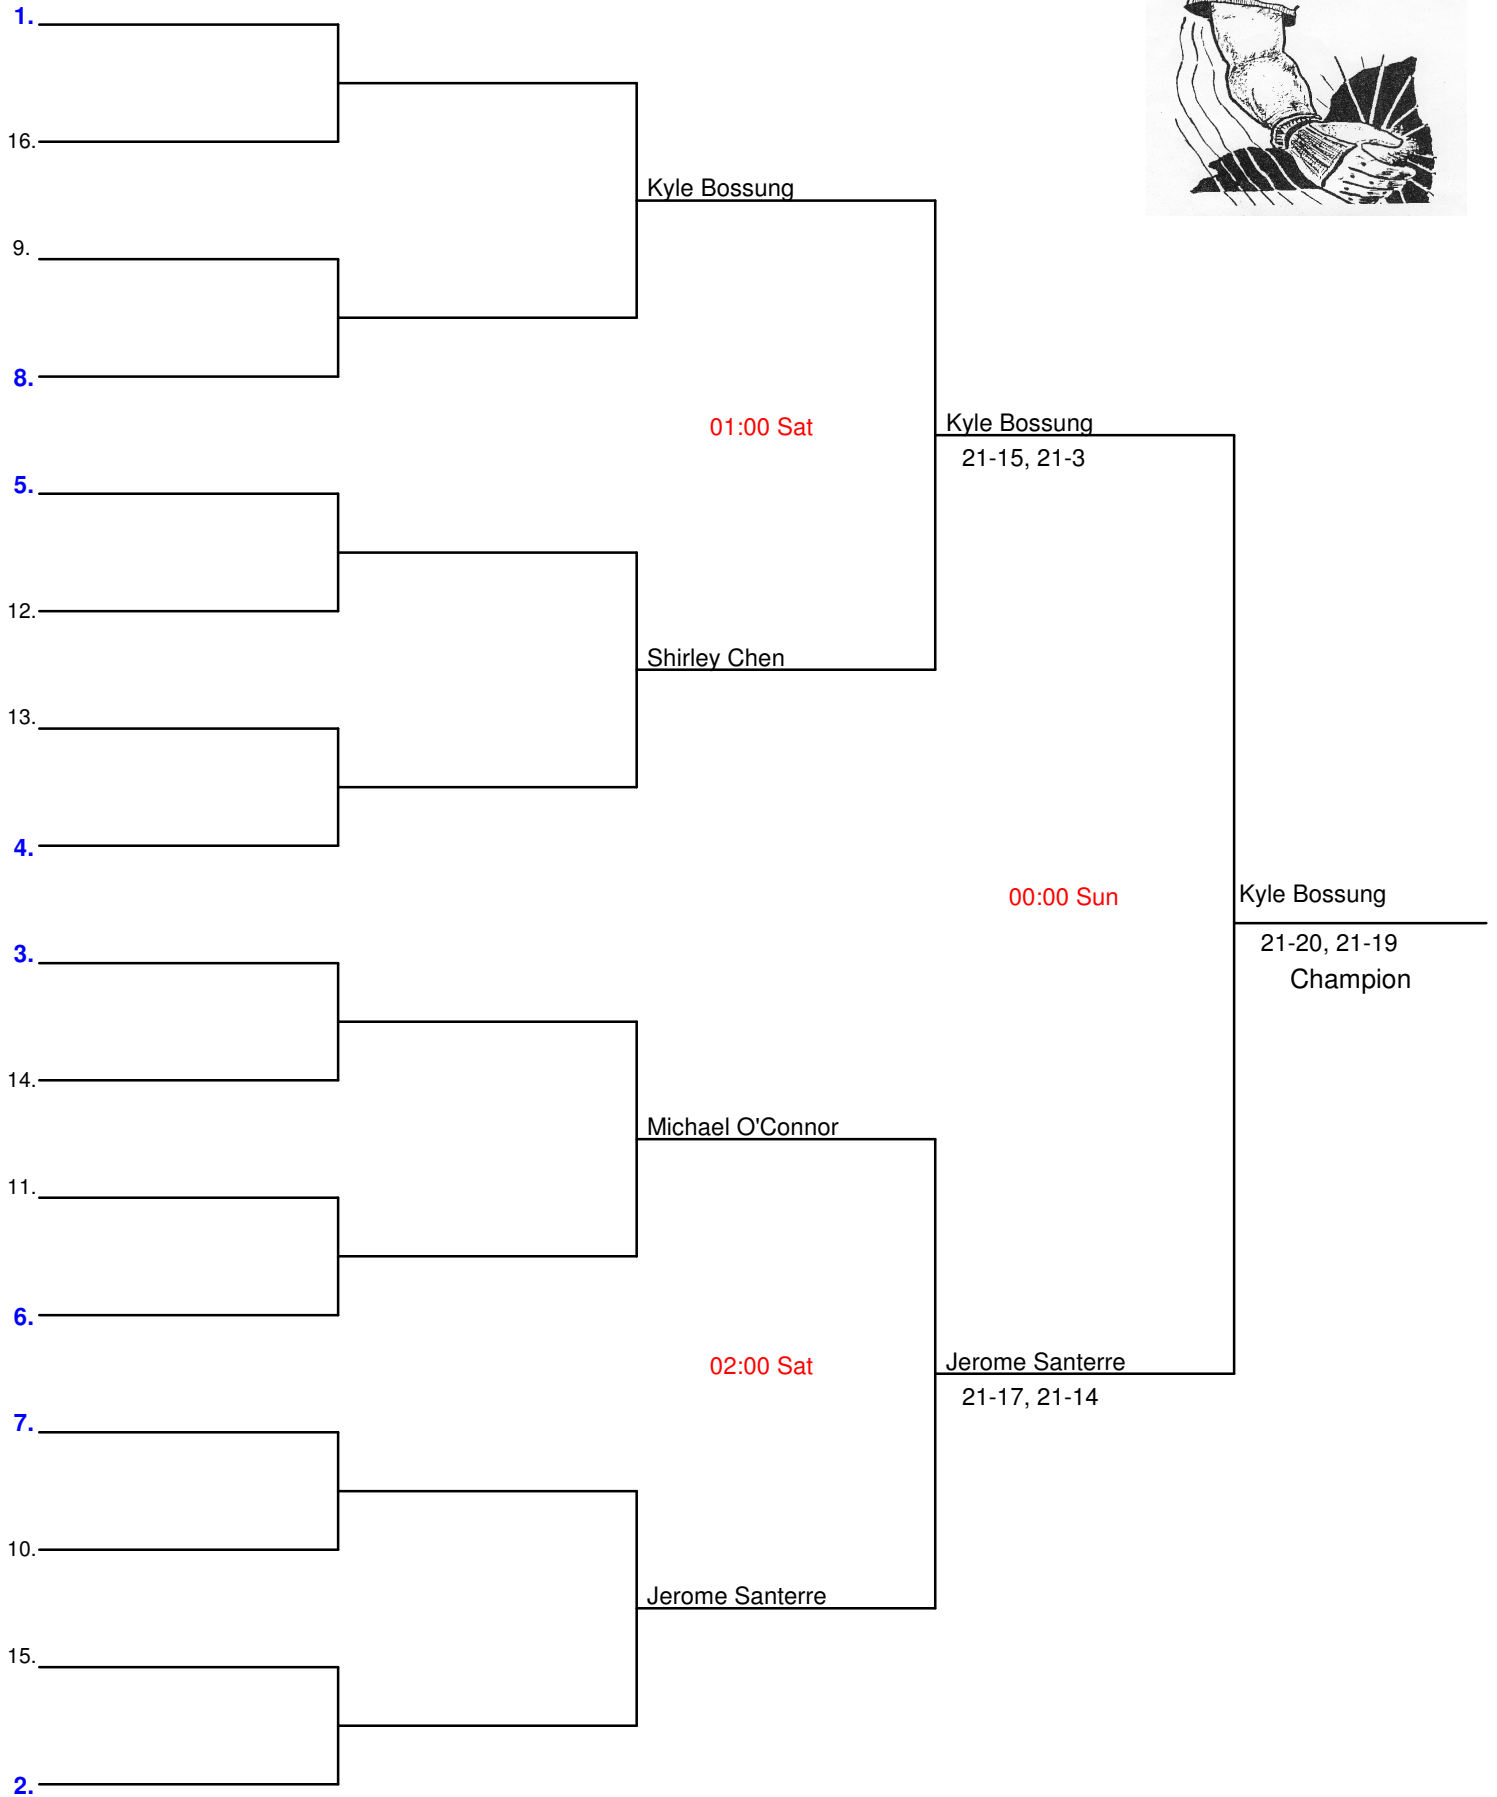 1.
16.
Kyle Bossung
9.
8.
01:00 Sat
Kyle Bossung
21-15, 21-3
5.
12.
Shirley Chen
13.
4.
00:00 Sun
Kyle Bossung
21-20, 21-19
Champion
3.
14.
Michael O'Connor
11.
6.
02:00 Sat
Jerome Santerre
21-17, 21-14
7.
10.
Jerome Santerre
15.
2.